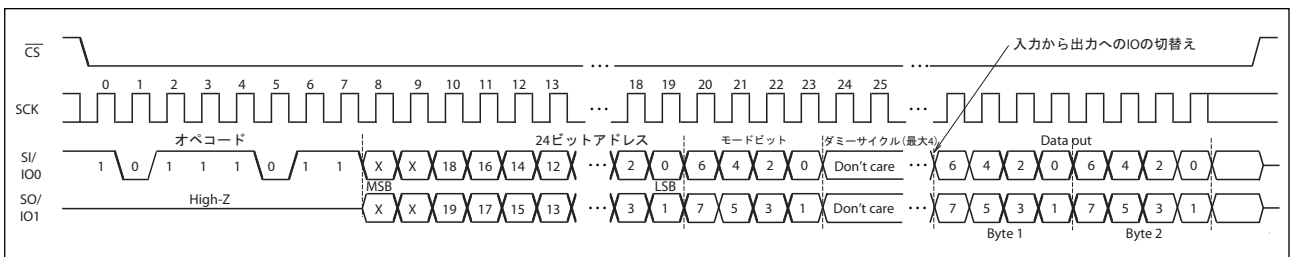 入力から出力へのIOの切替え
CS
...
...
0 1 2 3 4 5 6 7 8 9 10 11 12 13 18 19 20 21 22 23 24 25
SCK
...
...
オペコード 24ビットアドレス モードビット ダミーサイクル(最大4) Data put
SI/
IO0
1 0 1 1 1 0 1 1 X X 18 16 14 12 ... 2 0 6 4 2 0 Don't care ... 6 4 2 0 6 4 2 0
MSB LSB
SO/
IO1
High-Z
X X 19 17 15 13 ... 3 1 7 5 3 1 Don't care ... 7 5 3 1 7 5 3 1
Byte 1 Byte 2